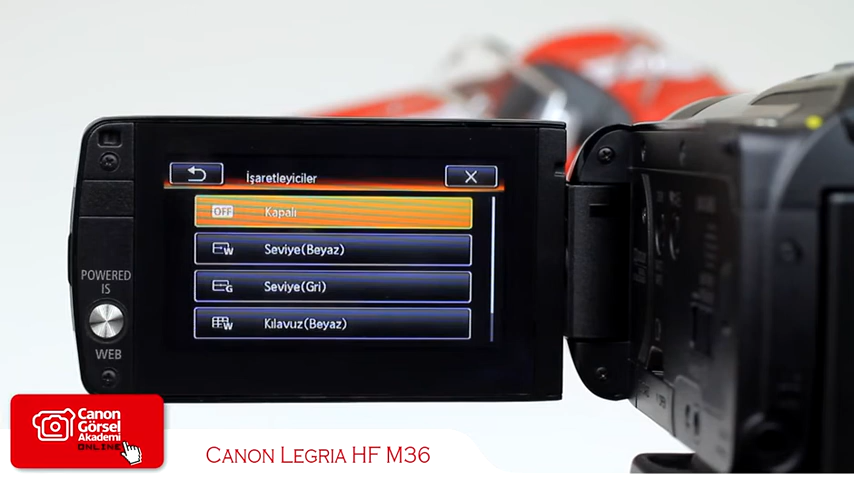 İşaretleyiciler
X
OFF Kapalı
W Seviye(Beyaz)
G Seviye(Gri)
W Kılavuz(Beyaz)
POWERED
IS
WEB
Canon
Görsel
Akademi
ONLINE
CANON LEGRIA HF M36